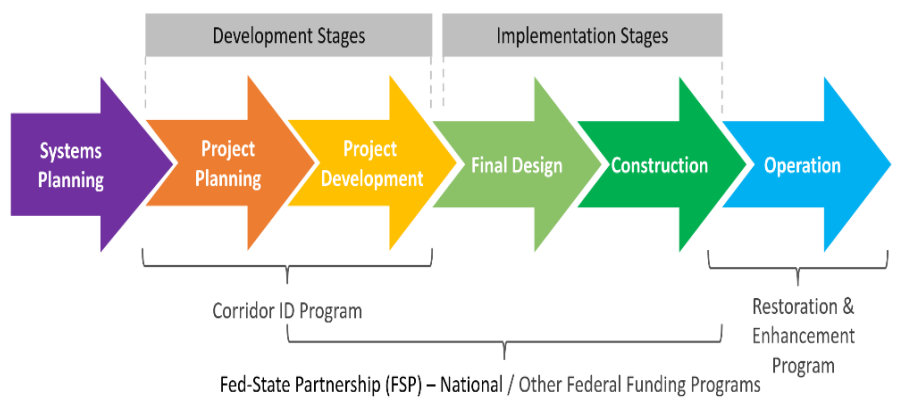 Development Stages
Implementation Stages
Systems
Planning
Project
Planning
Project
Development
Final Design
Construction
Operation
Corridor ID Program
Restoration &
Enhancement
Program
Fed-State Partnership (FSP) – National / Other Federal Funding Programs